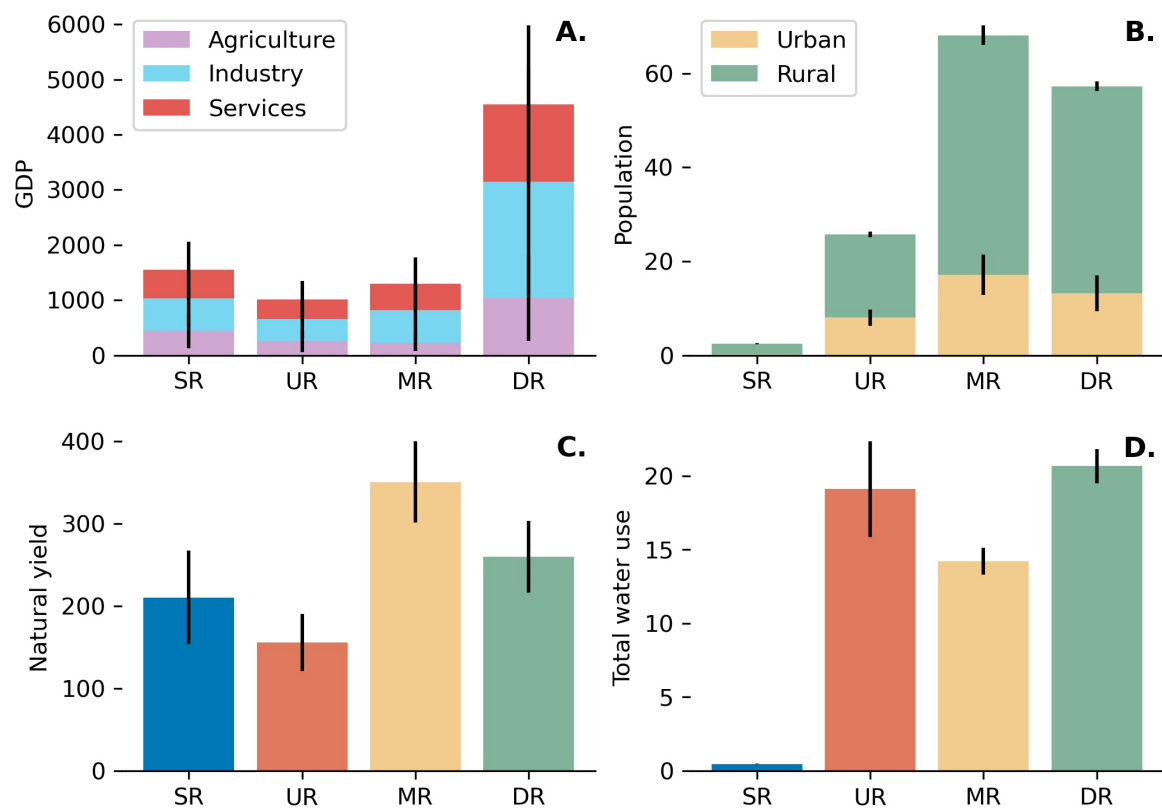 A.
GDP
6000
5000
4000
3000
2000
1000
0
Agriculture
Industry
Services
SR UR MR DR
B.
Population
60
40
20
0
Urban
Rural
SR UR MR DR
C.
Natural yield
400
300
200
100
0
SR UR MR DR
D.
Total water use
20
15
10
5
0
SR UR MR DR